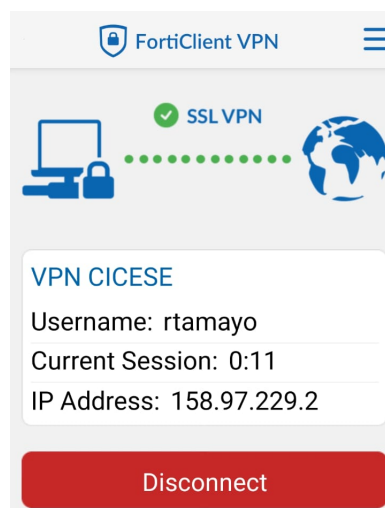 FortiClient VPN
SSL VPN
VPN CICESE
Username: rtamayo
Current Session: 0:11
IP Address: 158.97.229.2
Disconnect